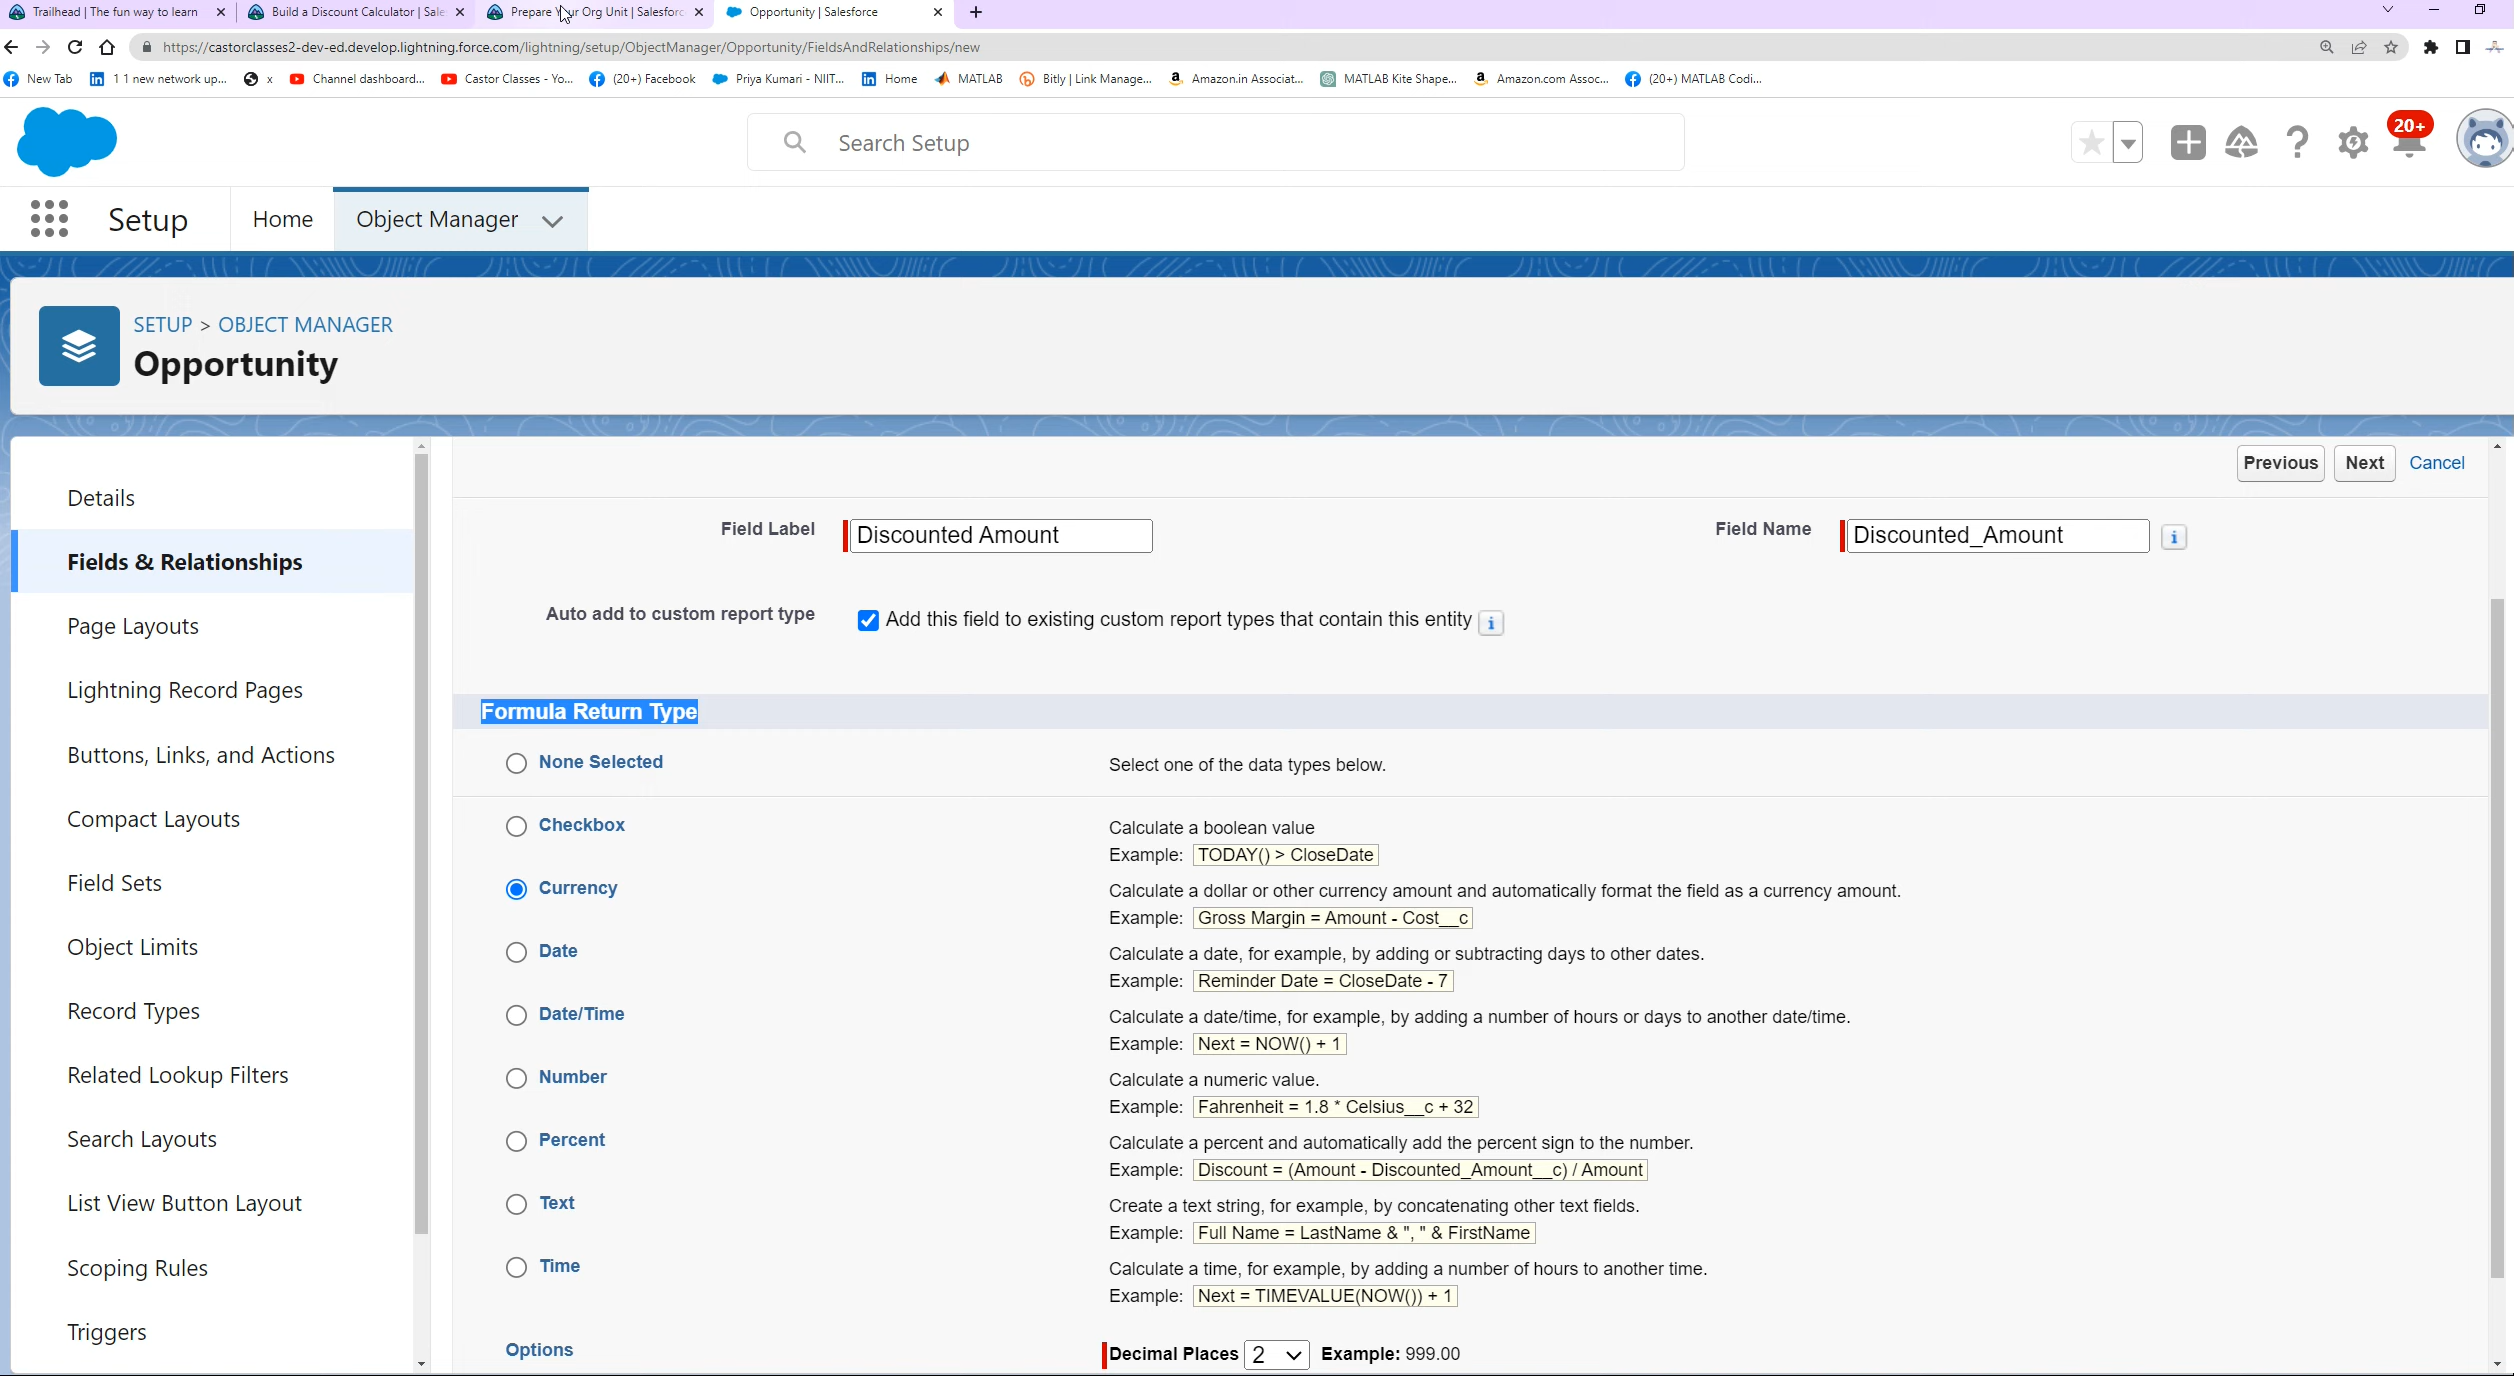 Trailhead | The fun way to learn
Build a Discount Calculator | Sale
Prepare Your Org Unit | Salesforc
Opportunity | Salesforce
https://castorclasses2-dev-ed.develop.lightning.force.com/lightning/setup/ObjectManager/Opportunity/FieldsAndRelationships/new
New Tab
1 1 new network up...
x
Channel dashboard...
Castor Classes - Yo...
(20+) Facebook
Priya Kumari - NIIT...
Home
MATLAB
Bitly | Link Manage...
Amazon.in Associat...
MATLAB Kite Shape...
Amazon.com Assoc...
(20+) MATLAB Codi...
Search Setup
20+
Setup
Home
Object Manager
SETUP > OBJECT MANAGER
Opportunity
Details
Fields & Relationships
Page Layouts
Lightning Record Pages
Buttons, Links, and Actions
Compact Layouts
Field Sets
Object Limits
Record Types
Related Lookup Filters
Search Layouts
List View Button Layout
Scoping Rules
Triggers
Previous Next Cancel
Field Label Discounted Amount
Field Name Discounted_Amount
Auto add to custom report type
Add this field to existing custom report types that contain this entity
Formula Return Type
None Selected
Select one of the data types below.
Checkbox
Calculate a boolean value
Example: TODAY() > CloseDate
Currency
Calculate a dollar or other currency amount and automatically format the field as a currency amount.
Example: Gross Margin = Amount - Cost__c
Date
Calculate a date, for example, by adding or subtracting days to other dates.
Example: Reminder Date = CloseDate - 7
Date/Time
Calculate a date/time, for example, by adding a number of hours or days to another date/time.
Example: Next = NOW() + 1
Number
Calculate a numeric value.
Example: Fahrenheit = 1.8 * Celsius__c + 32
Percent
Calculate a percent and automatically add the percent sign to the number.
Example: Discount = (Amount - Discounted_Amount__c) / Amount
Text
Create a text string, for example, by concatenating other text fields.
Example: Full Name = LastName & ", " & FirstName
Time
Calculate a time, for example, by adding a number of hours to another time.
Example: Next = TIMEVALUE(NOW()) + 1
Options
Decimal Places 2 Example: 999.00